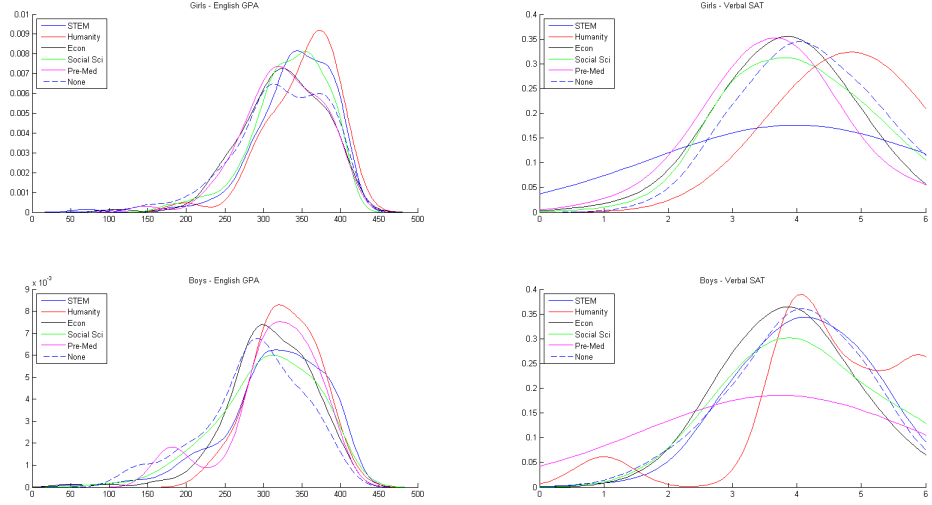 Girls - English GPA
0.01
0.009
0.008
0.007
0.006
0.005
0.004
0.003
0.002
0.001
0
STEM
Humanity
Econ
Social Sci
Pre-Med
None
0 50 100 150 200 250 300 350 400 450 500
Girls - Verbal SAT
0.4
0.35
0.3
0.25
0.2
0.15
0.1
0.05
0
STEM
Humanity
Econ
Social Sci
Pre-Med
None
0 1 2 3 4 5 6
Boys - English GPA
x 10⁻³
9
8
7
6
5
4
3
2
1
0
STEM
Humanity
Econ
Social Sci
Pre-Med
None
0 50 100 150 200 250 300 350 400 450 500
Boys - Verbal SAT
0.4
0.35
0.3
0.25
0.2
0.15
0.1
0.05
0
STEM
Humanity
Econ
Social Sci
Pre-Med
None
0 1 2 3 4 5 6